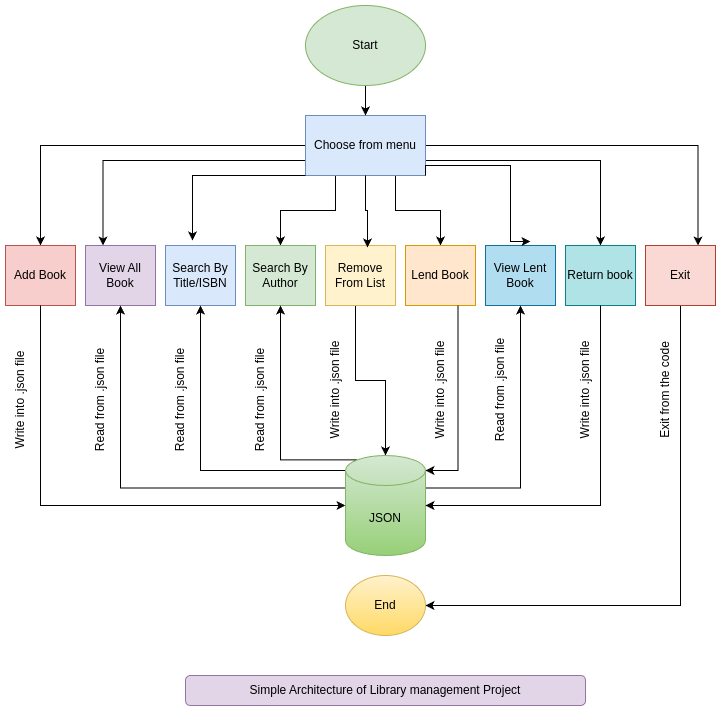 Start
Choose from menu
Add Book
View All
Book
Search By
Title/ISBN
Search By
Author
Remove
From List
Lend Book
View Lent
Book
Return book
Exit
Write into .json file
Read from .json file
Read from .json file
Read from .json file
Write into .json file
Write into .json file
Read from .json file
Write into .json file
Exit from the code
JSON
End
Simple Architecture of Library management Project